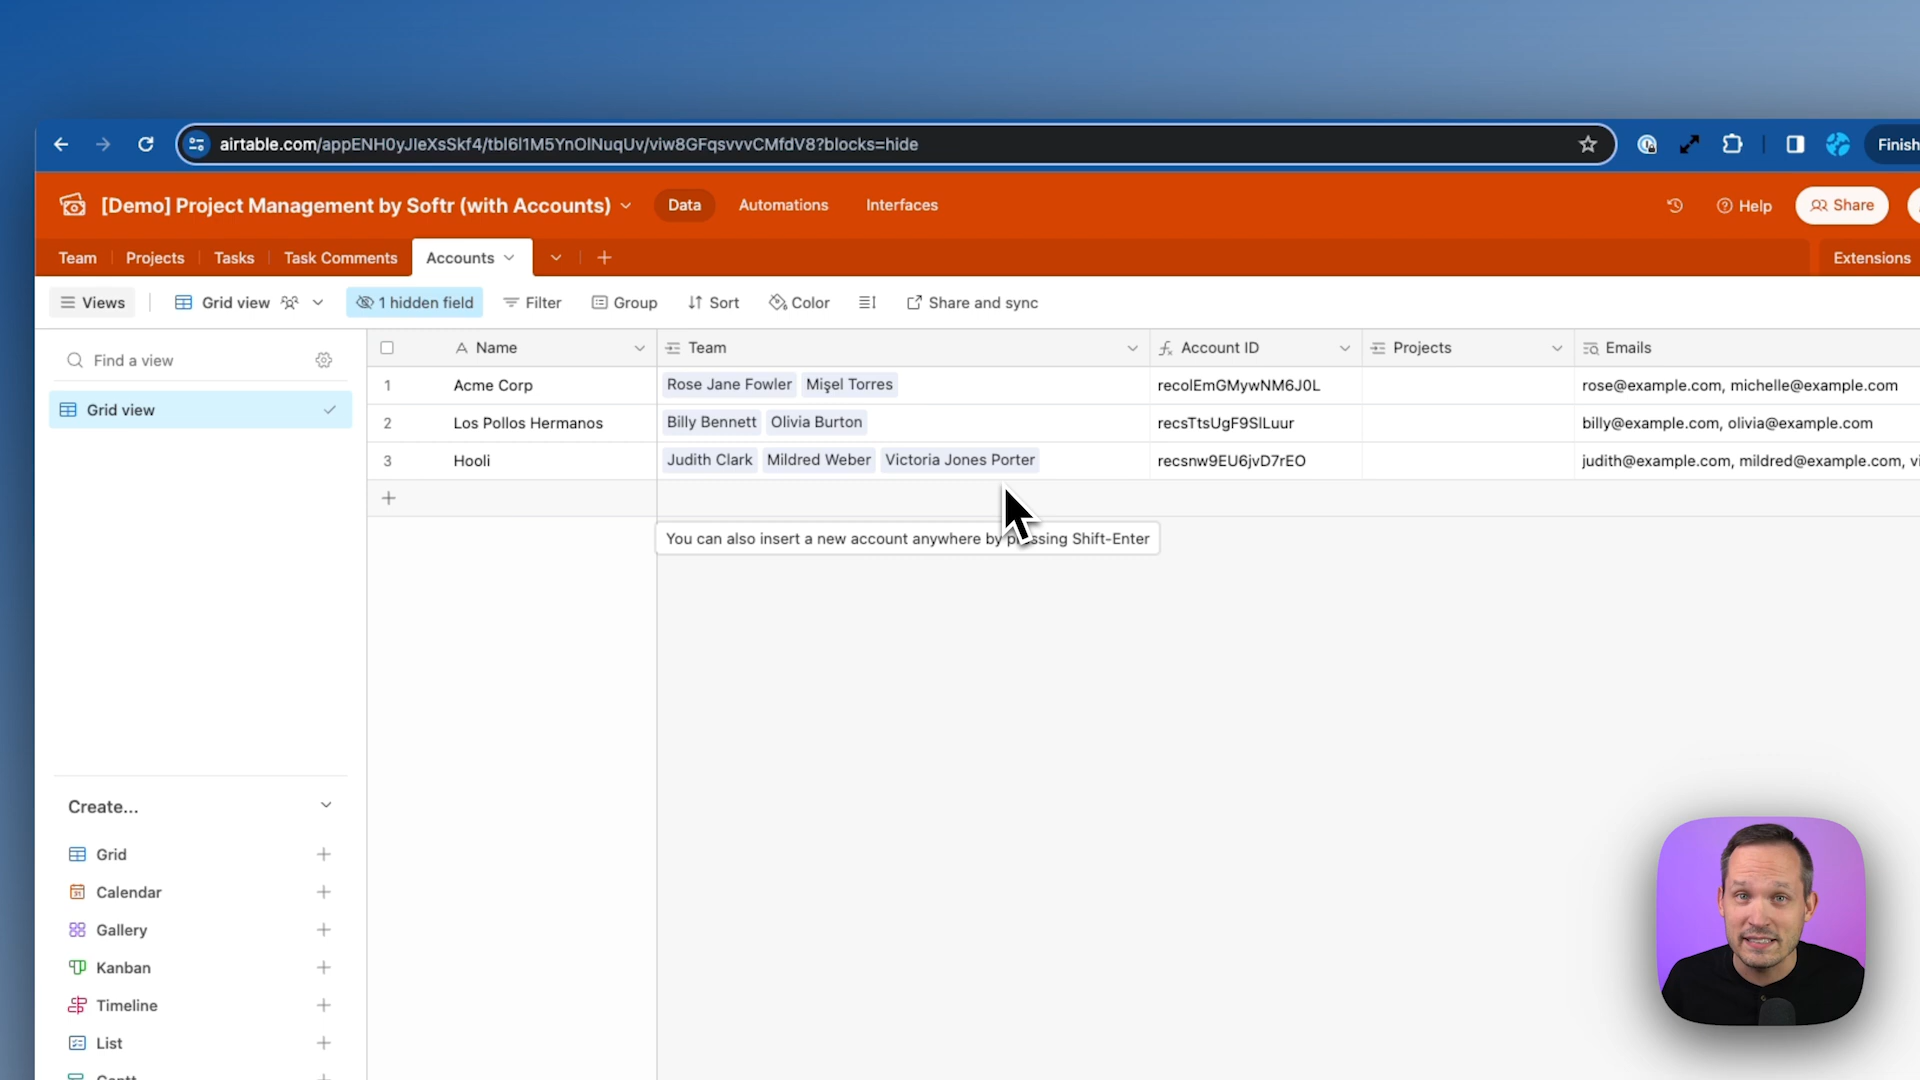 airtable.com/appENH0yJIeXsSkf4/tbl6l1M5YnOlNuqUv/viw8GFqsvvvCMfdV8?blocks=hide
Finish
[Demo] Project Management by Softr (with Accounts)
Data
Automations
Interfaces
Help
Share
Team
Projects
Tasks
Task Comments
Accounts
Extensions
Views
Grid view
1 hidden field
Filter
Group
Sort
Color
Share and sync
Find a view
Grid view
Name Team Account ID Projects Emails
1 Acme Corp Rose Jane Fowler Mişel Torres recolEmGMywNM6J0L rose@example.com, michelle@example.com
2 Los Pollos Hermanos Billy Bennett Olivia Burton recsTtsUgF9SlLuur billy@example.com, olivia@example.com
3 Hooli Judith Clark Mildred Weber Victoria Jones Porter recsnw9EU6jvD7rEO judith@example.com, mildred@example.com, vi
You can also insert a new account anywhere by pressing Shift-Enter
Create...
Grid
Calendar
Gallery
Kanban
Timeline
List